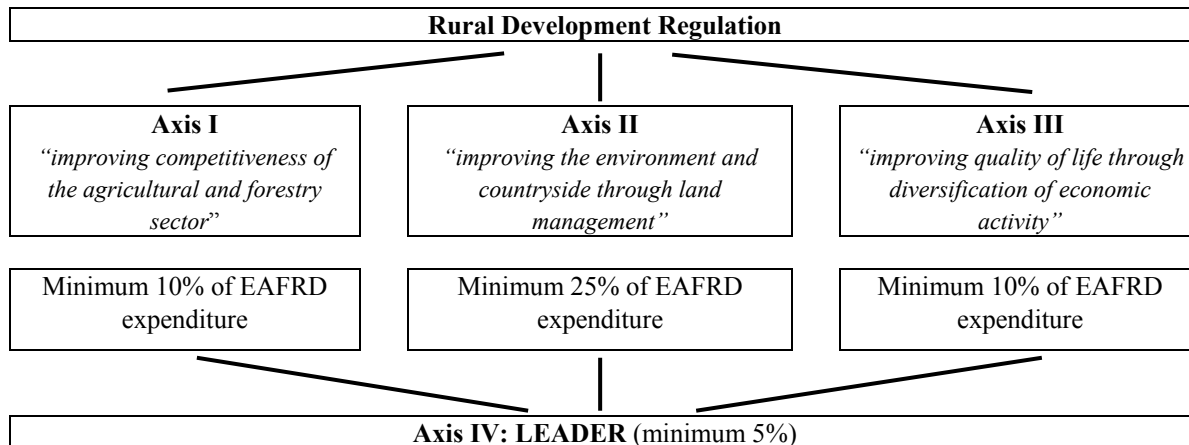 Rural Development Regulation
Axis I
“improving competitiveness of
the agricultural and forestry
sector”
Axis II
“improving the environment and
countryside through land
management”
Axis III
“improving quality of life through
diversification of economic
activity”
Minimum 10% of EAFRD
expenditure
Minimum 25% of EAFRD
expenditure
Minimum 10% of EAFRD
expenditure
Axis IV: LEADER (minimum 5%)